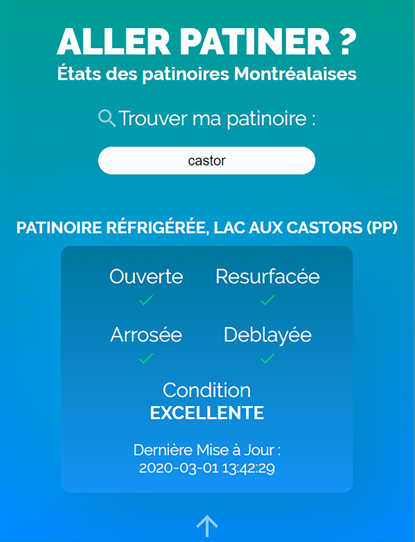 ALLER PATINER ?
États des patinoires Montréalaises
Trouver ma patinoire :
castor
PATINOIRE RÉFRIGÉRÉE, LAC AUX CASTORS (PP)
Ouverte Resurfacée
Arrosée Deblayée
Condition
EXCELLENTE
Dernière Mise à Jour :
2020-03-01 13:42:29